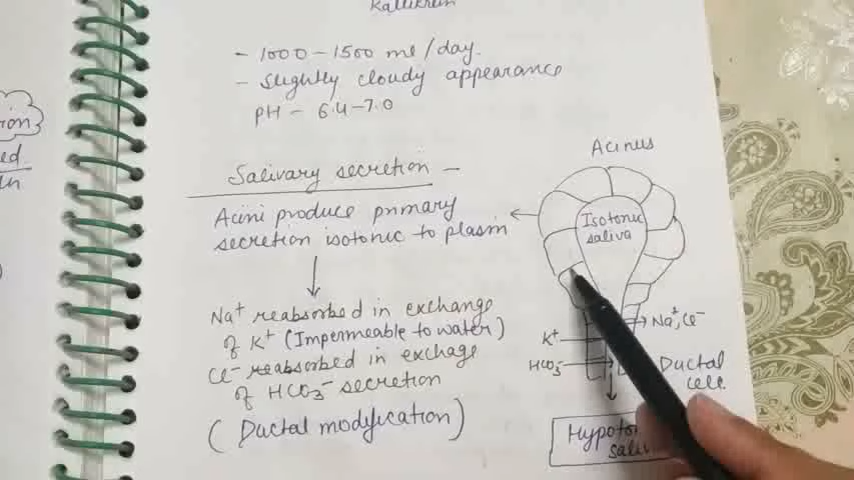 Kallikrein
- 1000 - 1500 ml/day.
- Slightly cloudy appearance
pH - 6.4-7.0
Salivary secretion -
Acini produce primary
secretion isotonic to plasm
Na+ reabsorbed in exchange
of K+ (Impermeable to water)
Cl- reabsorbed in exchage
of HCO3- secretion
(Ductal modification)
Acinus
Isotonic
saliva
Na+, Cl-
K+
HCO3-
Ductal
cell.